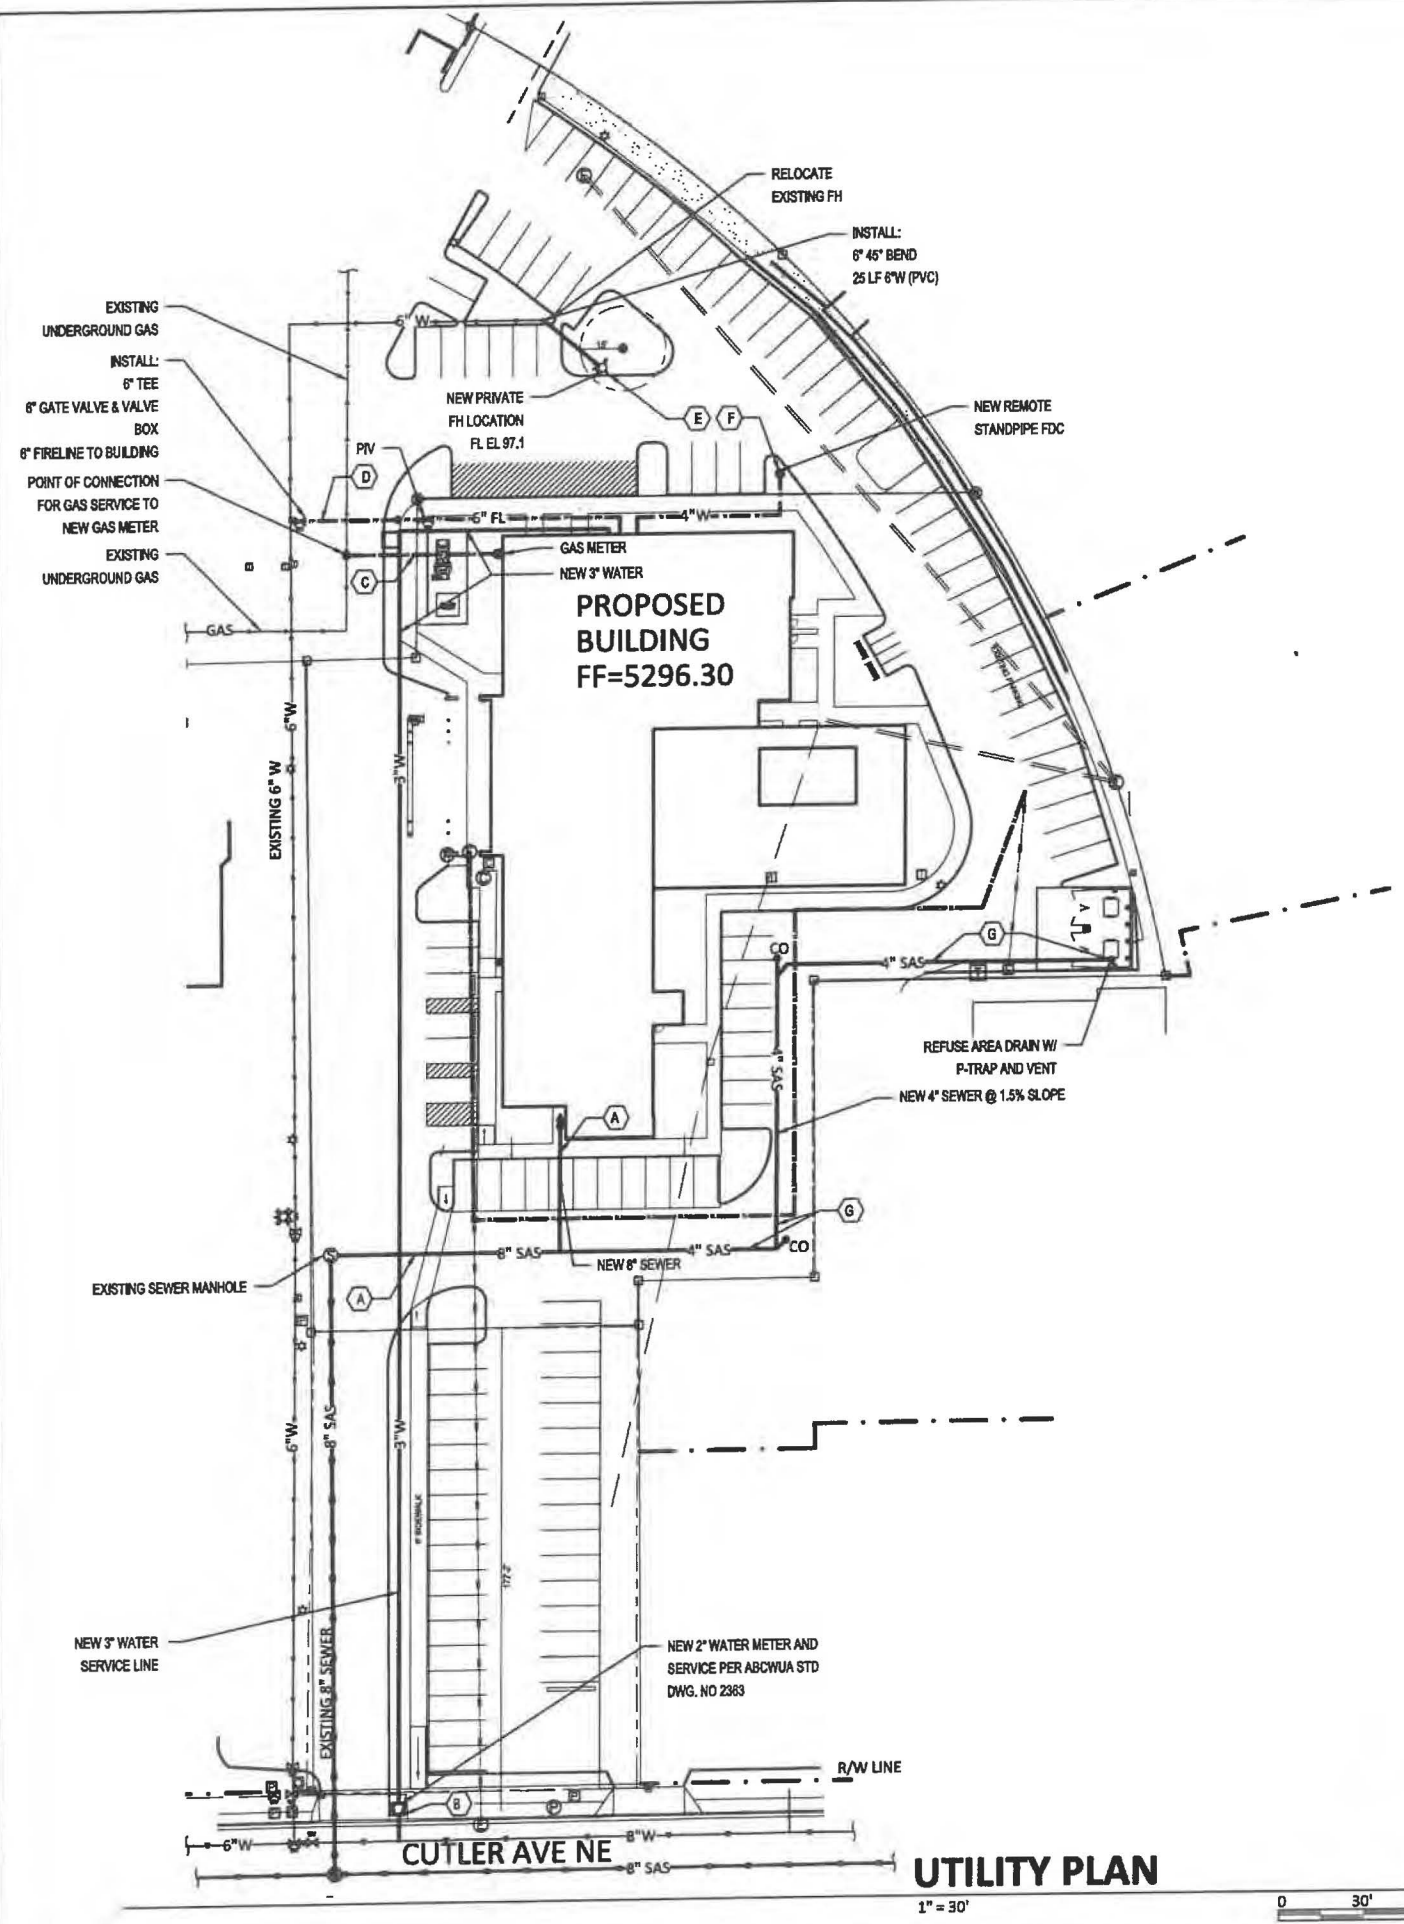 RELOCATE
EXISTING FH
INSTALL:
6" 45° BEND
25 LF 6"W (PVC)
EXISTING
UNDERGROUND GAS
INSTALL:
6" TEE
6" GATE VALVE & VALVE
BOX
6" FIRELINE TO BUILDING
POINT OF CONNECTION
FOR GAS SERVICE TO
NEW GAS METER
EXISTING
UNDERGROUND GAS
6" W
NEW PRIVATE
FH LOCATION
FL EL 97.1
E
F
NEW REMOTE
STANDPIPE FDC
PIV
D
6" FL
4"W
GAS METER
NEW 3" WATER
C
GAS
PROPOSED
BUILDING
FF=5296.30
6"W
3"W
EXISTING 6" W
G
CO
4" SAS
4" SAS
REFUSE AREA DRAIN W/
P-TRAP AND VENT
NEW 4" SEWER @ 1.5% SLOPE
A
G
S
8" SAS
4" SAS
CO
NEW 8" SEWER
EXISTING SEWER MANHOLE
A
6"W
8" SAS
3"W
6' SIDEWALK
NEW 3" WATER
SERVICE LINE
EXISTING 8" SEWER
NEW 2" WATER METER AND
SERVICE PER ABCWUA STD
DWG. NO 2363
R/W LINE
B
P
6"W
8"W
CUTLER AVE NE
8" SAS
UTILITY PLAN
1" = 30'
0 30'